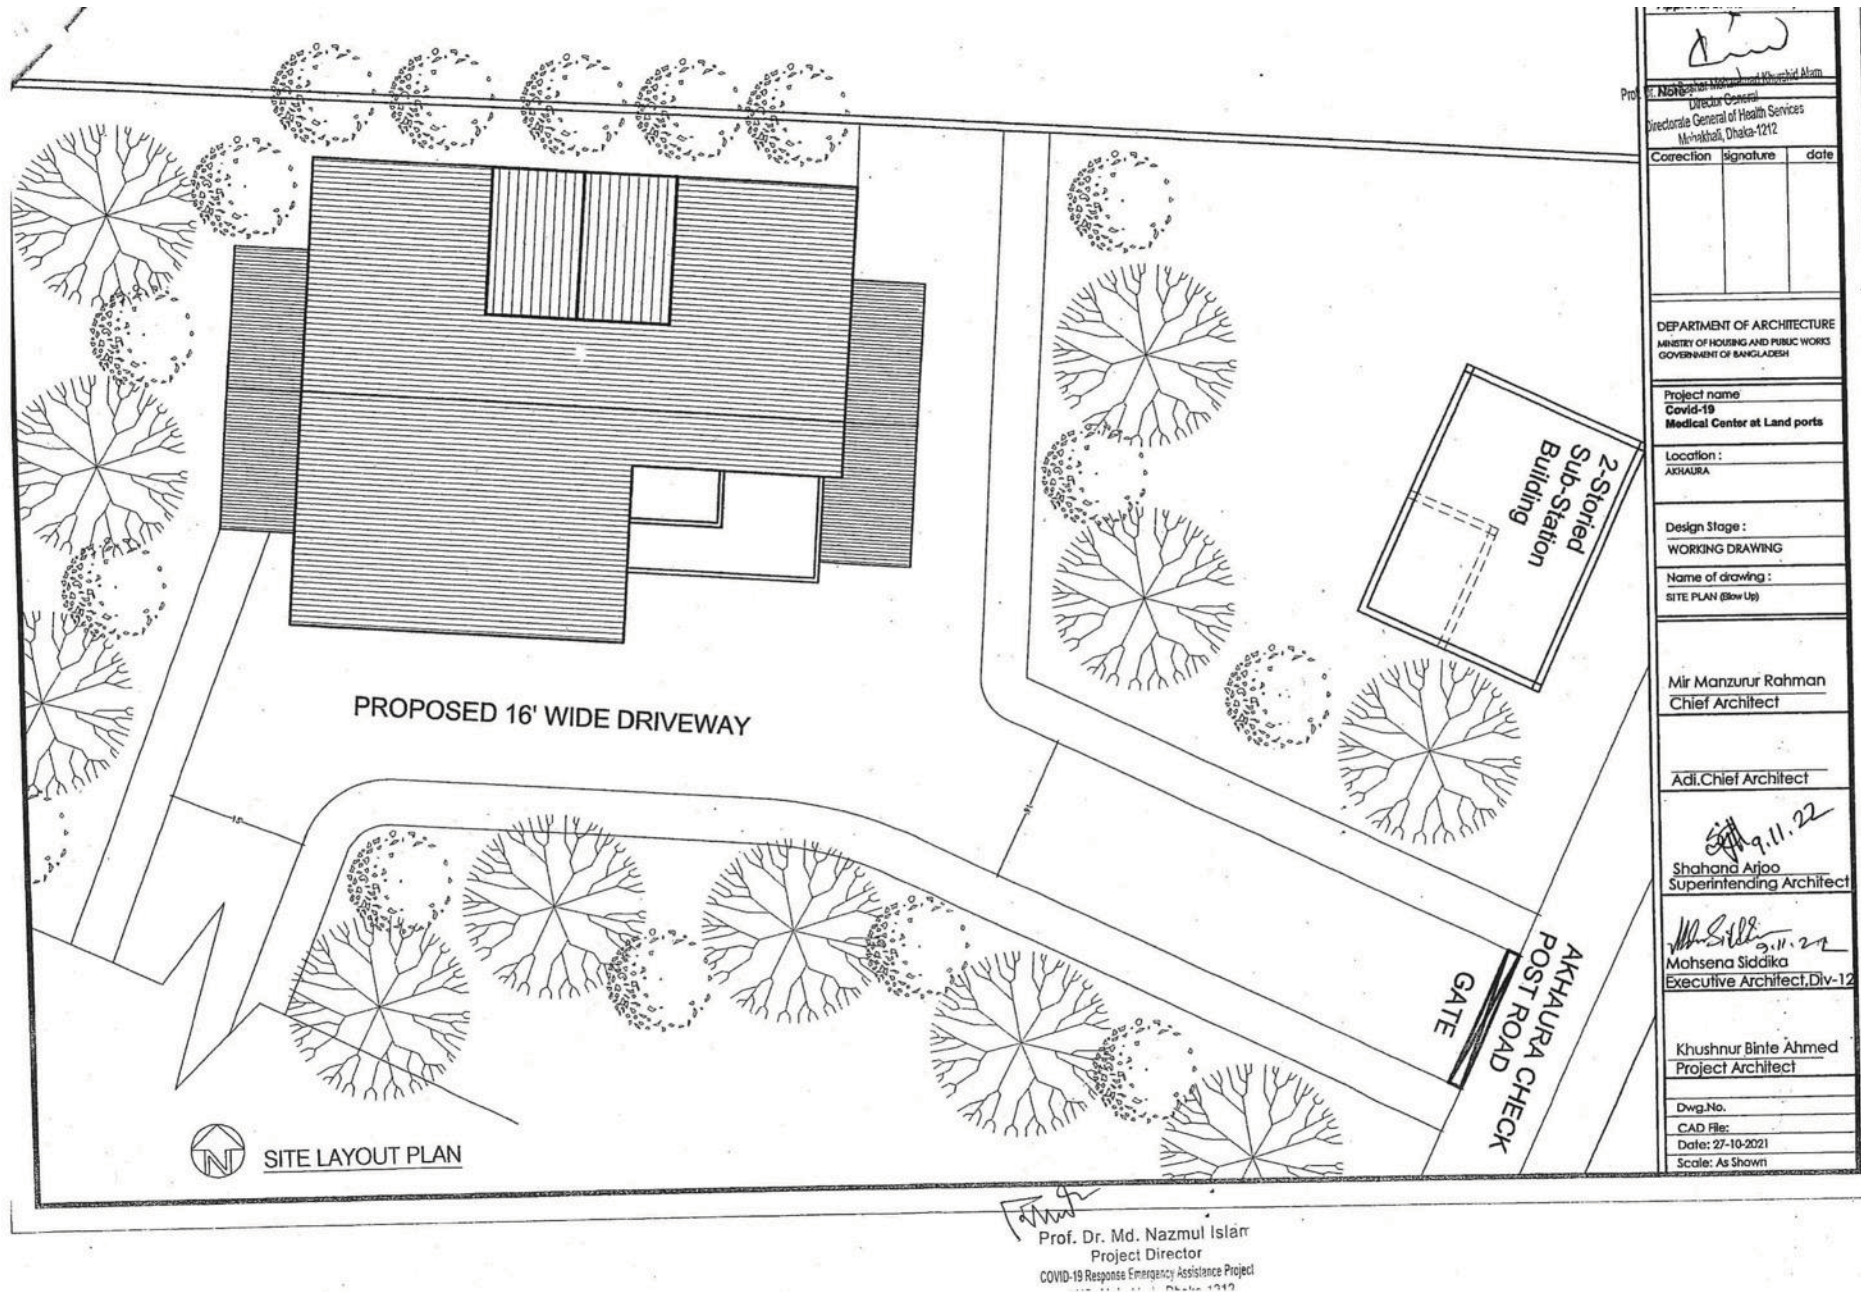 PROPOSED 16' WIDE DRIVEWAY
2-Storied
Sub-Station
Building
GATE
AKHAURA CHECK
POST ROAD
N
SITE LAYOUT PLAN
Note:
Director General
Directorate General of Health Services
Mohakhali, Dhaka-1212
Correction signature date
DEPARTMENT OF ARCHITECTURE
MINISTRY OF HOUSING AND PUBLIC WORKS
GOVERNMENT OF BANGLADESH
Project name
Covid-19
Medical Center at Land ports
Location :
AKHAURA
Design Stage :
WORKING DRAWING
Name of drawing :
SITE PLAN (Blow Up)
Mir Manzurur Rahman
Chief Architect
Adi.Chief Architect
9.11.22
Shahana Arjoo
Superintending Architect
9.11.22
Mohsena Siddika
Executive Architect,Div-12
Khushnur Binte Ahmed
Project Architect
Dwg.No.
CAD File:
Date: 27-10-2021
Scale: As Shown
Prof. Dr. Md. Nazmul Islam
Project Director
COVID-19 Response Emergency Assistance Project